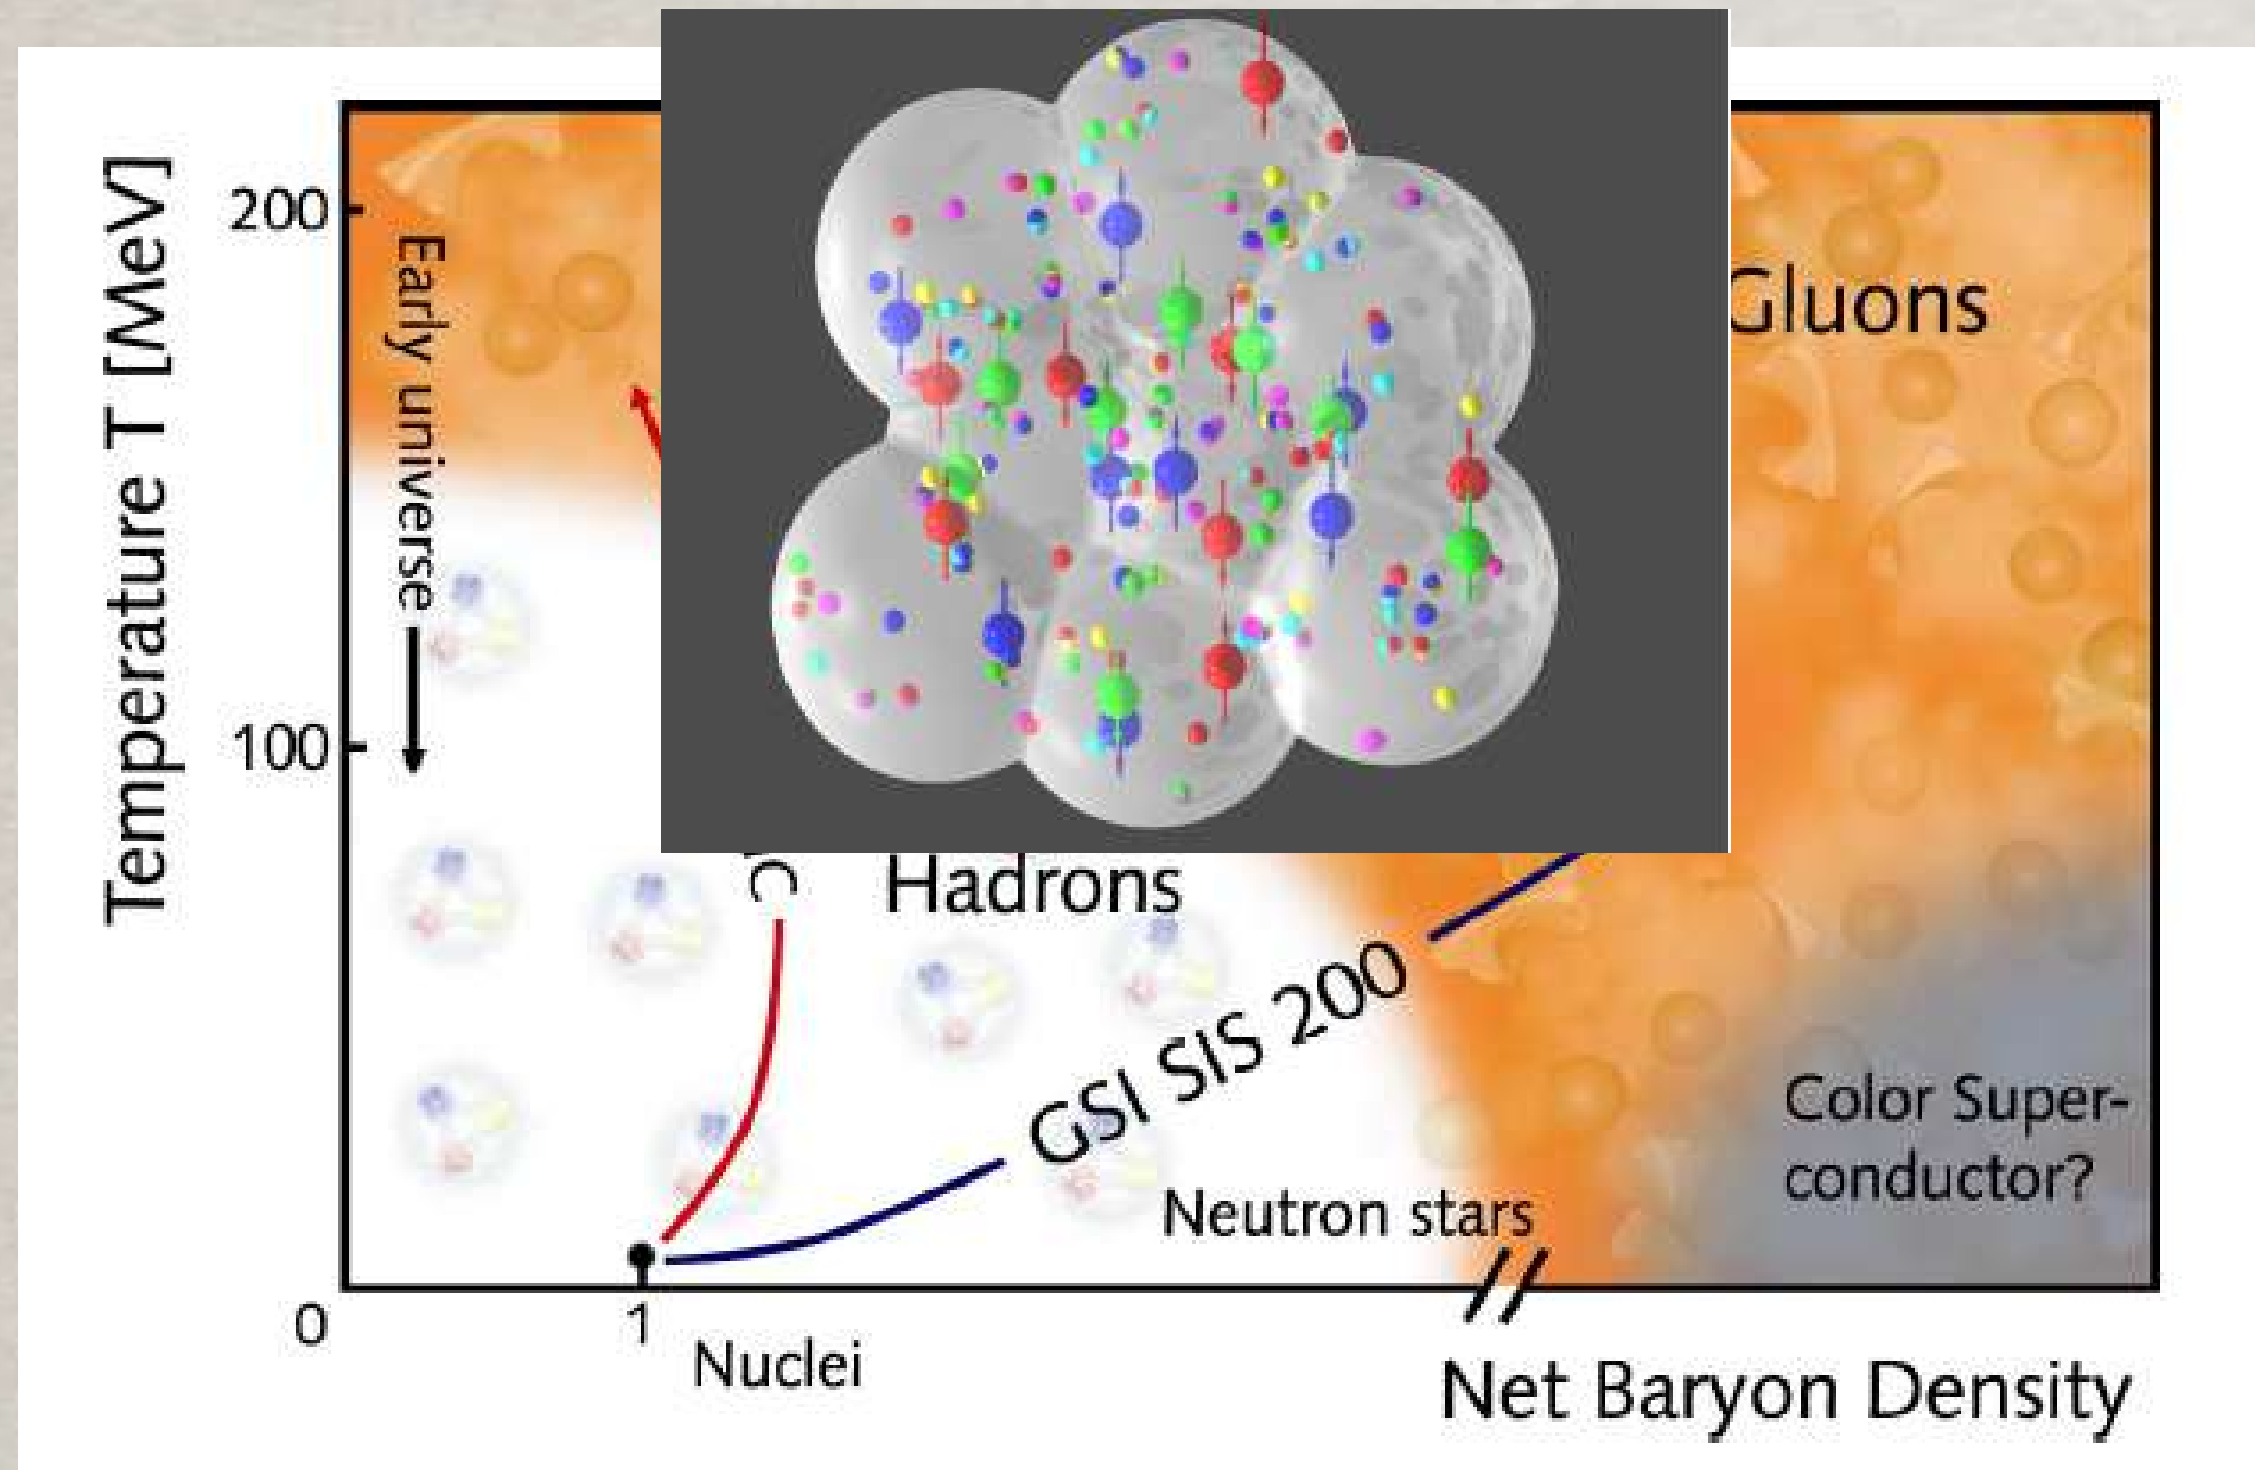 Temperature T [MeV]
200
100
0
Early universe
Gluons
Hadrons
GSI SIS 200
Color Super-
conductor?
Neutron stars
1
Nuclei
Net Baryon Density